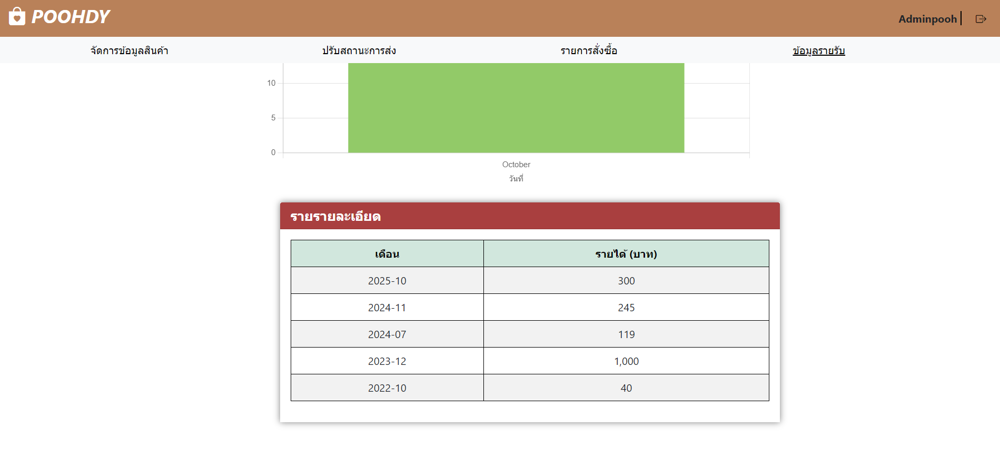 POOHDY
Adminpooh
จัดการข้อมูลสินค้า ปรับสถานะการส่ง รายการสั่งซื้อ ข้อมูลรายรับ
10
5
0
October
วันที่
รายรายละเอียด
เดือน รายได้ (บาท)
2025-10 300
2024-11 245
2024-07 119
2023-12 1,000
2022-10 40